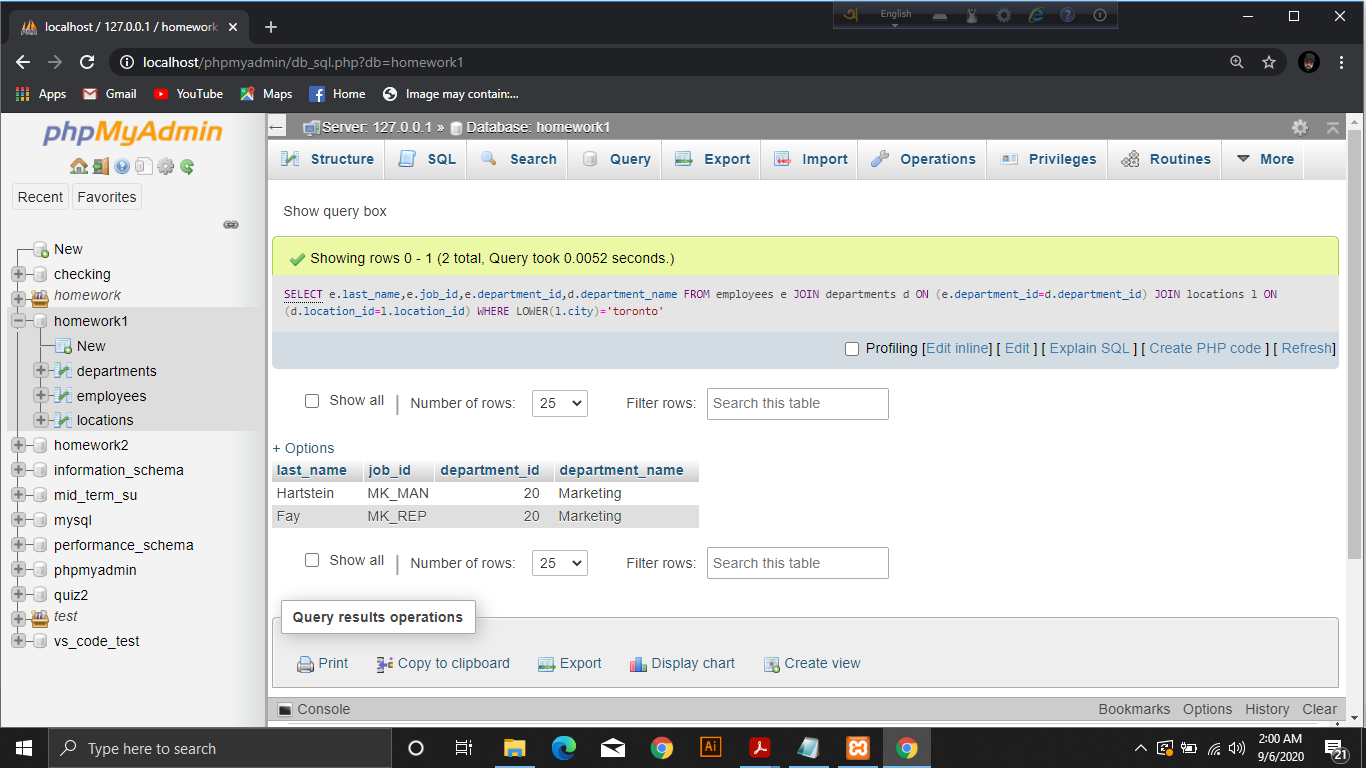 localhost / 127.0.0.1 / homework
English
localhost/phpmyadmin/db_sql.php?db=homework1
Apps Gmail YouTube Maps Home Image may contain:...
phpMyAdmin
Recent Favorites
New
checking
homework
homework1
New
departments
employees
locations
homework2
information_schema
mid_term_su
mysql
performance_schema
phpmyadmin
quiz2
test
vs_code_test
Server: 127.0.0.1 » Database: homework1
Structure SQL Search Query Export Import Operations Privileges Routines More
Show query box
Showing rows 0 - 1 (2 total, Query took 0.0052 seconds.)
SELECT e.last_name,e.job_id,e.department_id,d.department_name FROM employees e JOIN departments d ON (e.department_id=d.department_id) JOIN locations l ON
(d.location_id=l.location_id) WHERE LOWER(l.city)='toronto'
Profiling [Edit inline] [ Edit ] [ Explain SQL ] [ Create PHP code ] [ Refresh]
Show all | Number of rows: 25 Filter rows: Search this table
+ Options
last_name job_id department_id department_name
Hartstein MK_MAN 20 Marketing
Fay MK_REP 20 Marketing
Show all | Number of rows: 25 Filter rows: Search this table
Query results operations
Print Copy to clipboard Export Display chart Create view
Console Bookmarks Options History Clear
Type here to search
Ai
2:00 AM
9/6/2020
21